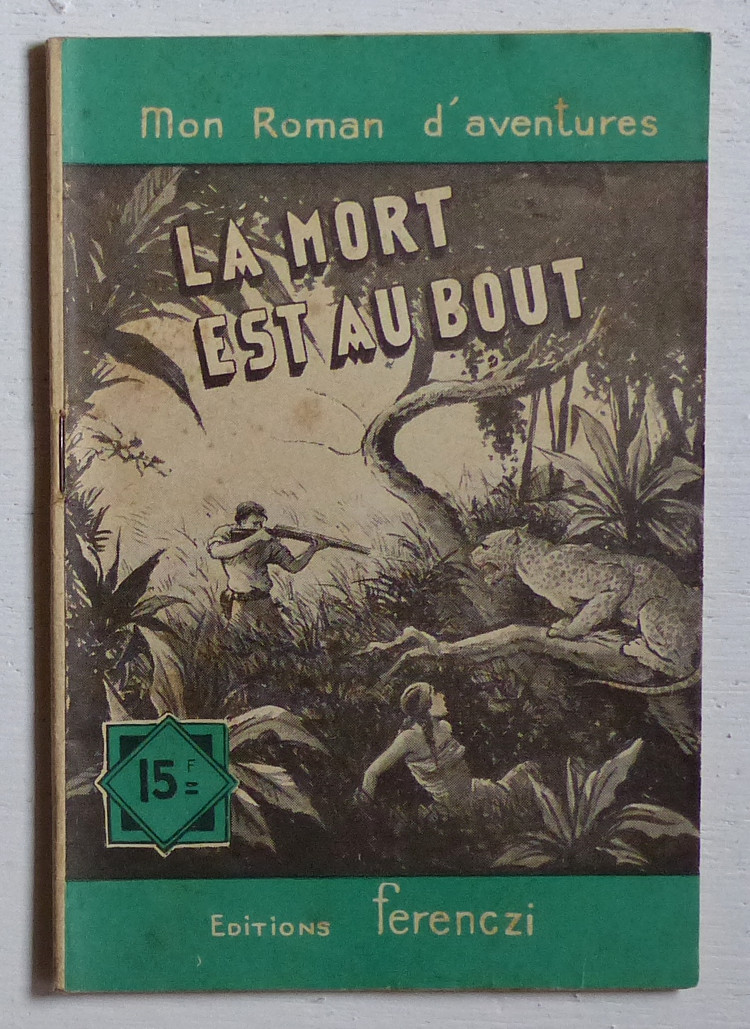 Mon Roman d'aventures
LA MORT
EST AU BOUT
15F
Editions ferenczi